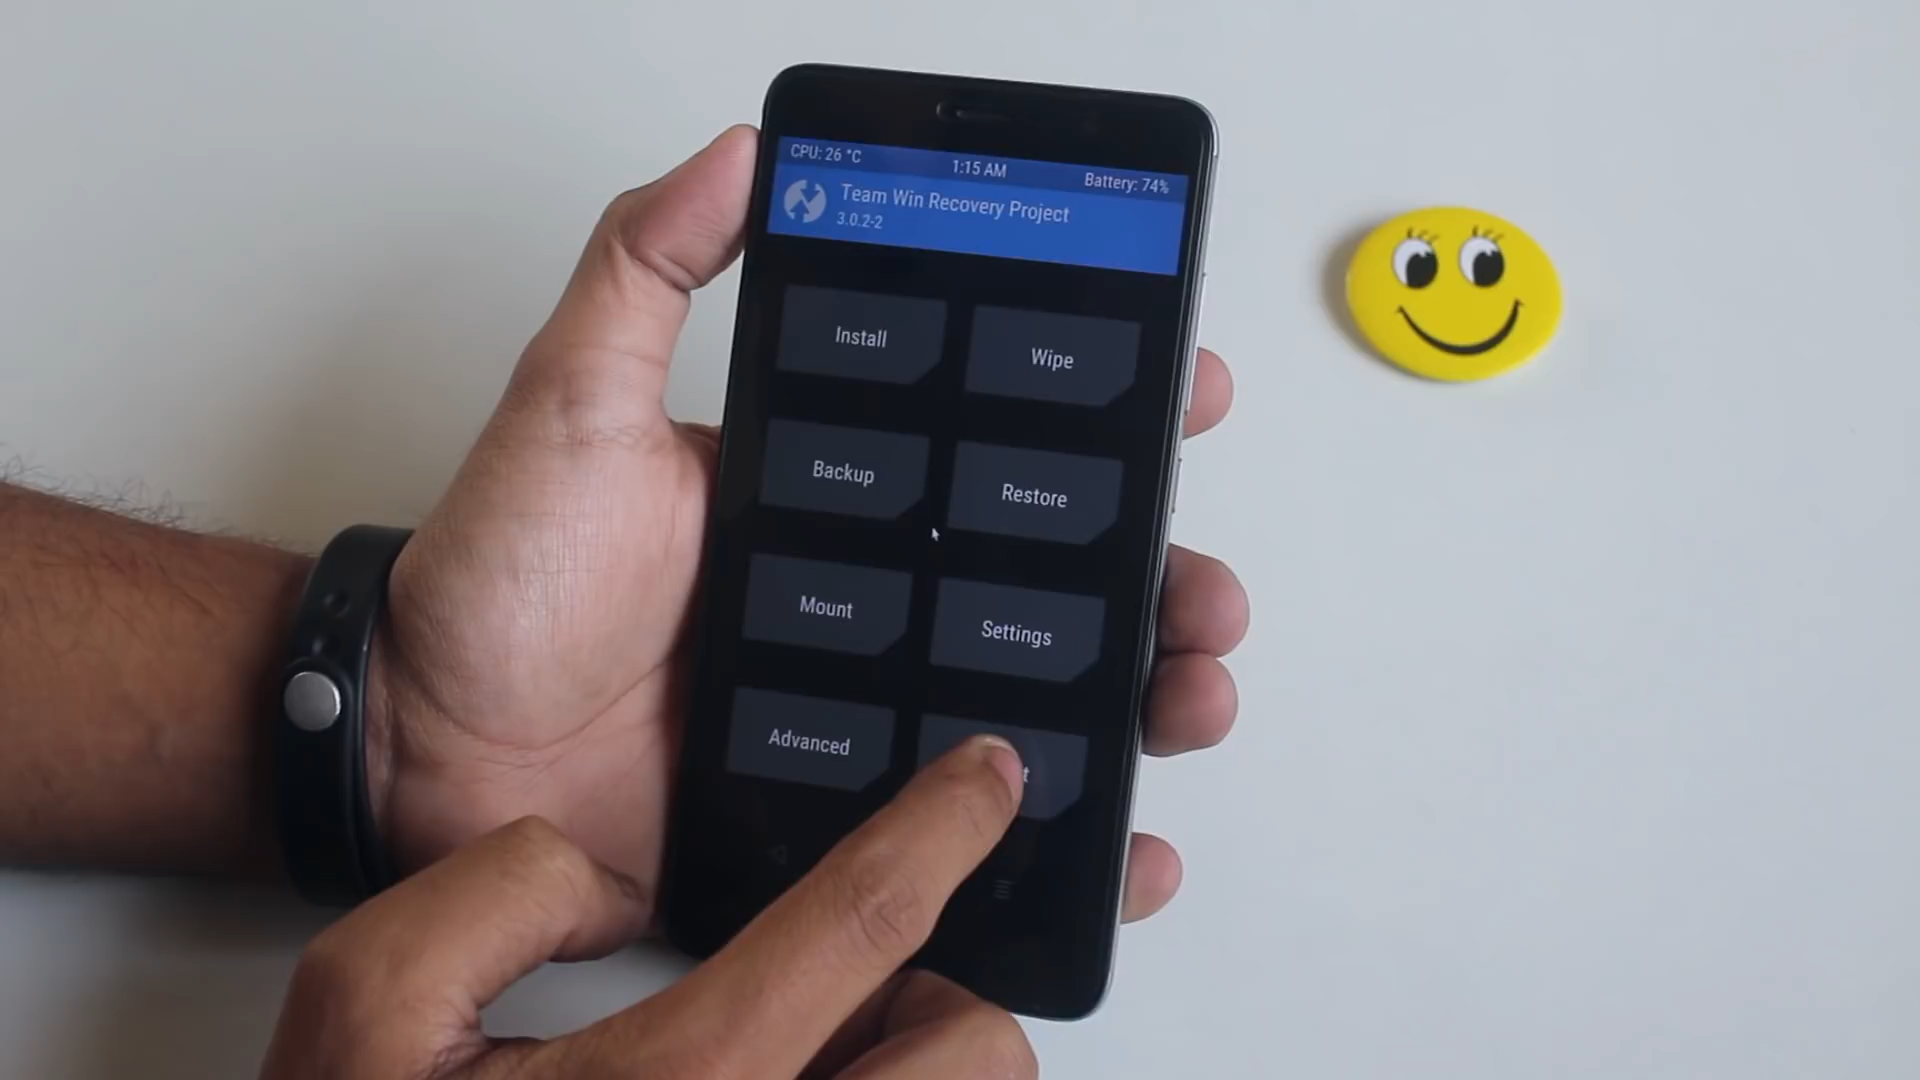 CPU: 26 °C
1:15 AM
Battery: 74%
Team Win Recovery Project
3.0.2-2
Install
Wipe
Backup
Restore
Mount
Settings
Advanced